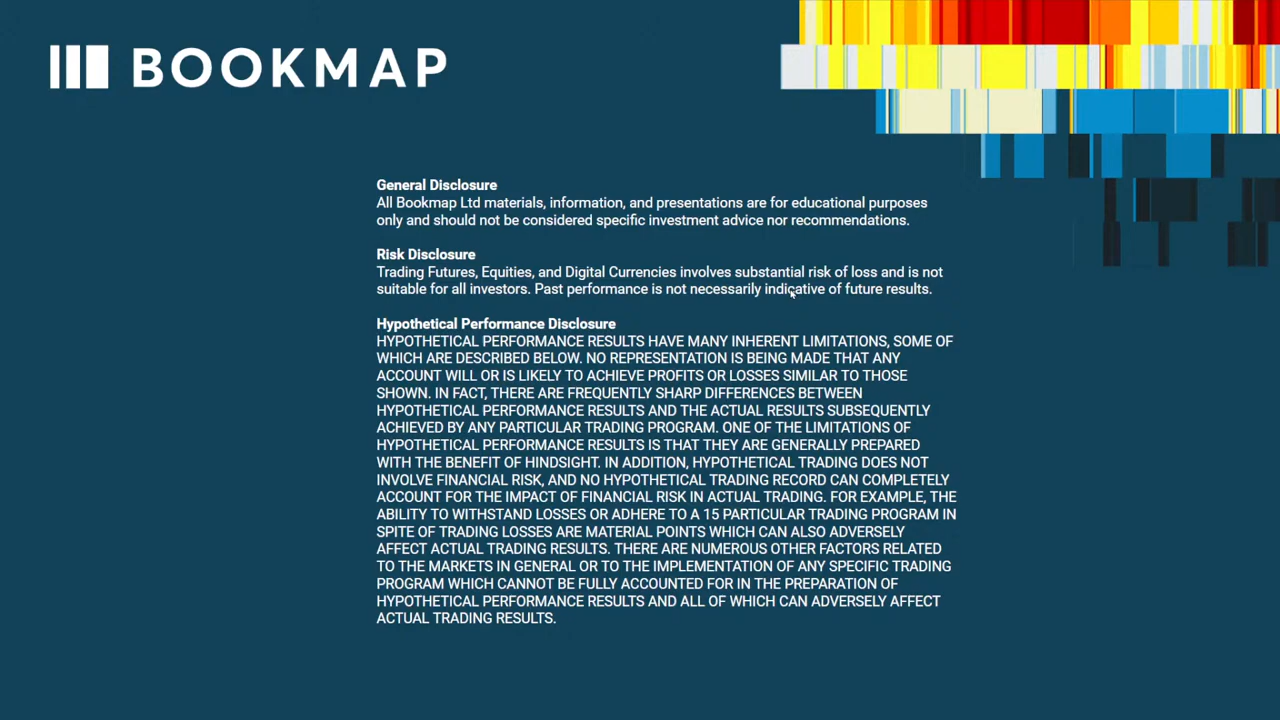 BOOKMAP
General Disclosure
All Bookmap Ltd materials, information, and presentations are for educational purposes
only and should not be considered specific investment advice nor recommendations.
Risk Disclosure
Trading Futures, Equities, and Digital Currencies involves substantial risk of loss and is not
suitable for all investors. Past performance is not necessarily indicative of future results.
Hypothetical Performance Disclosure
HYPOTHETICAL PERFORMANCE RESULTS HAVE MANY INHERENT LIMITATIONS, SOME OF
WHICH ARE DESCRIBED BELOW. NO REPRESENTATION IS BEING MADE THAT ANY
ACCOUNT WILL OR IS LIKELY TO ACHIEVE PROFITS OR LOSSES SIMILAR TO THOSE
SHOWN. IN FACT, THERE ARE FREQUENTLY SHARP DIFFERENCES BETWEEN
HYPOTHETICAL PERFORMANCE RESULTS AND THE ACTUAL RESULTS SUBSEQUENTLY
ACHIEVED BY ANY PARTICULAR TRADING PROGRAM. ONE OF THE LIMITATIONS OF
HYPOTHETICAL PERFORMANCE RESULTS IS THAT THEY ARE GENERALLY PREPARED
WITH THE BENEFIT OF HINDSIGHT. IN ADDITION, HYPOTHETICAL TRADING DOES NOT
INVOLVE FINANCIAL RISK, AND NO HYPOTHETICAL TRADING RECORD CAN COMPLETELY
ACCOUNT FOR THE IMPACT OF FINANCIAL RISK IN ACTUAL TRADING. FOR EXAMPLE, THE
ABILITY TO WITHSTAND LOSSES OR ADHERE TO A 15 PARTICULAR TRADING PROGRAM IN
SPITE OF TRADING LOSSES ARE MATERIAL POINTS WHICH CAN ALSO ADVERSELY
AFFECT ACTUAL TRADING RESULTS. THERE ARE NUMEROUS OTHER FACTORS RELATED
TO THE MARKETS IN GENERAL OR TO THE IMPLEMENTATION OF ANY SPECIFIC TRADING
PROGRAM WHICH CANNOT BE FULLY ACCOUNTED FOR IN THE PREPARATION OF
HYPOTHETICAL PERFORMANCE RESULTS AND ALL OF WHICH CAN ADVERSELY AFFECT
ACTUAL TRADING RESULTS.